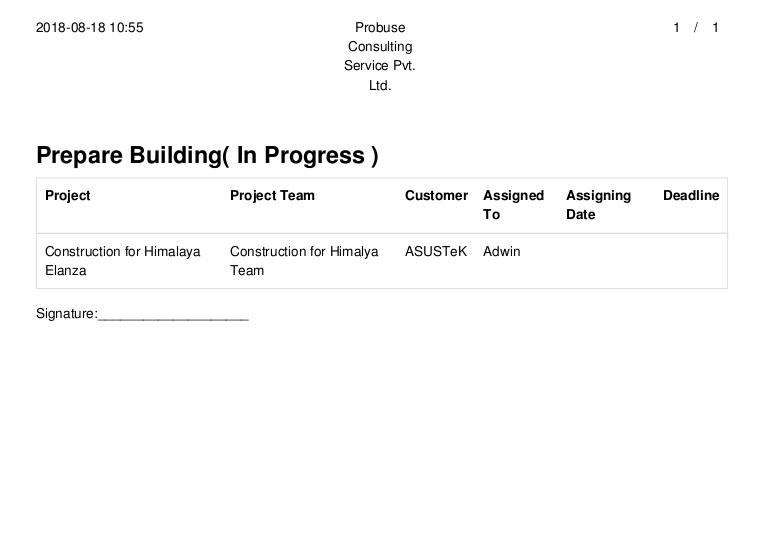 2018-08-18 10:55
Probuse
Consulting
Service Pvt.
Ltd.
1 / 1
Prepare Building( In Progress )
Project Project Team Customer Assigned Assigning Deadline
To Date
Construction for Himalaya Construction for Himalya ASUSTeK Adwin
Elanza Team
Signature:____________________